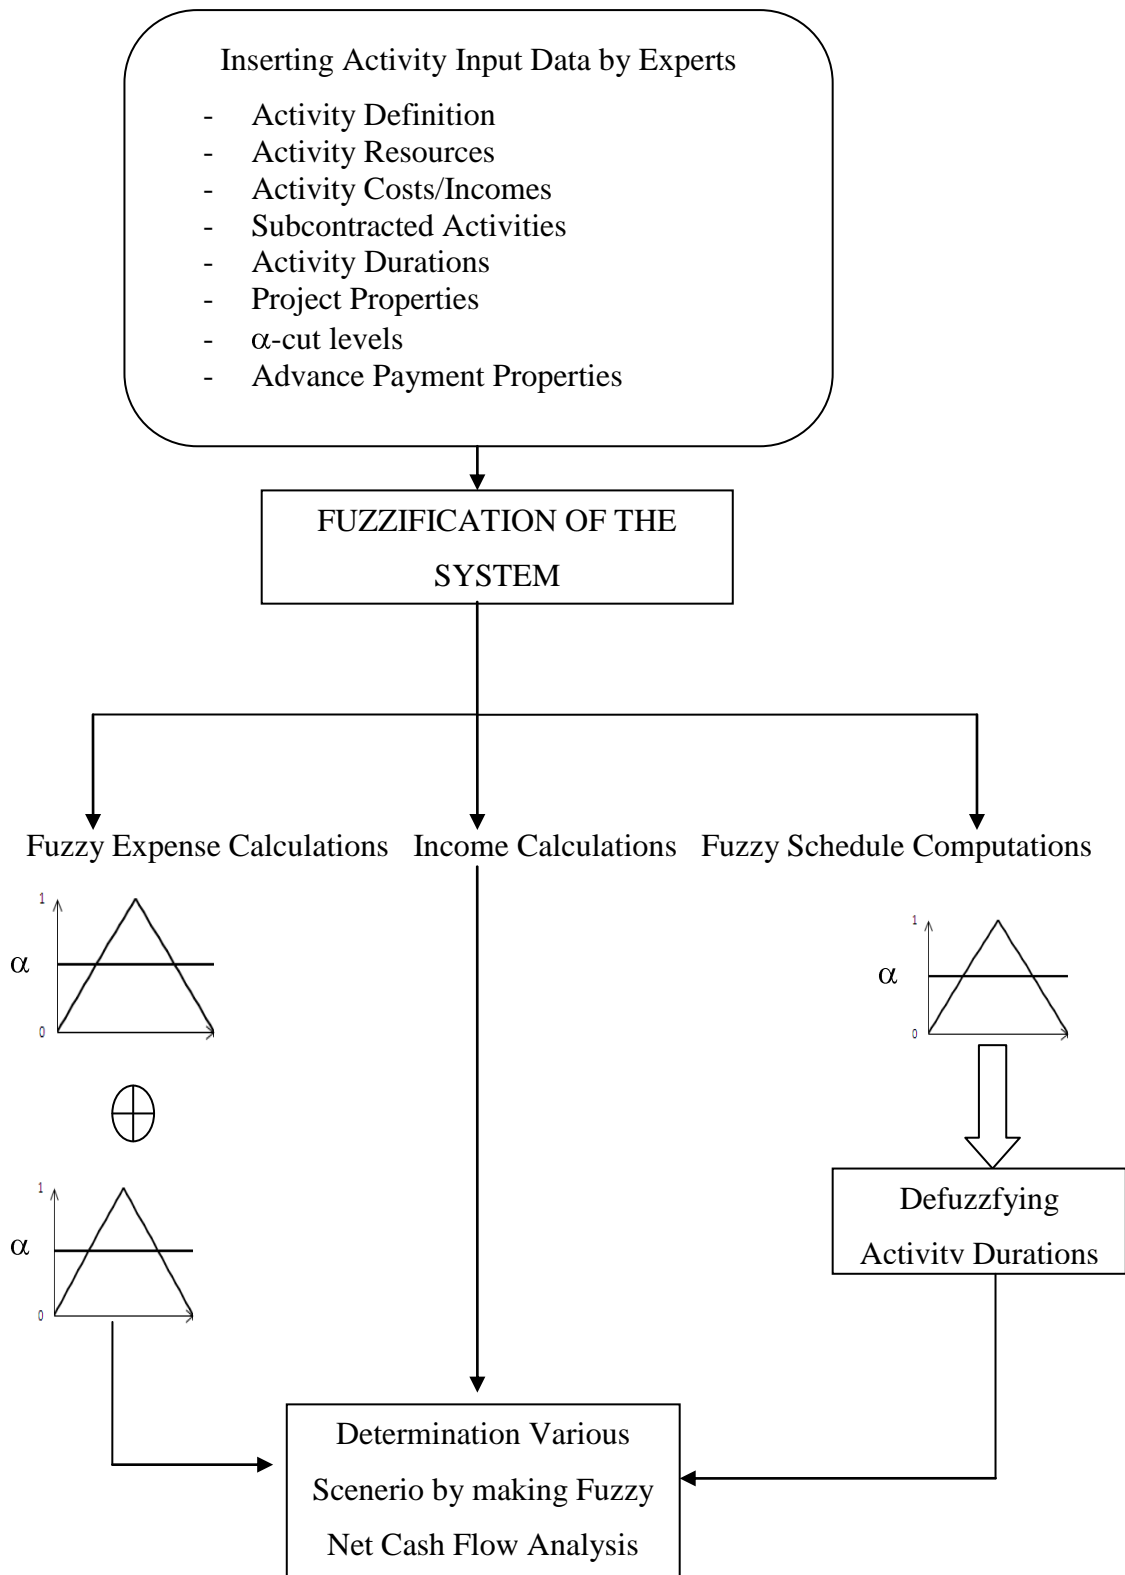 Inserting Activity Input Data by Experts
- Activity Definition
- Activity Resources
- Activity Costs/Incomes
- Subcontracted Activities
- Activity Durations
- Project Properties
- α-cut levels
- Advance Payment Properties
FUZZIFICATION OF THE
SYSTEM
Fuzzy Expense Calculations
Income Calculations
Fuzzy Schedule Computations
1
α
0
1
α
0
1
α
0
Defuzzfying
Activity Durations
Determination Various
Scenerio by making Fuzzy
Net Cash Flow Analysis